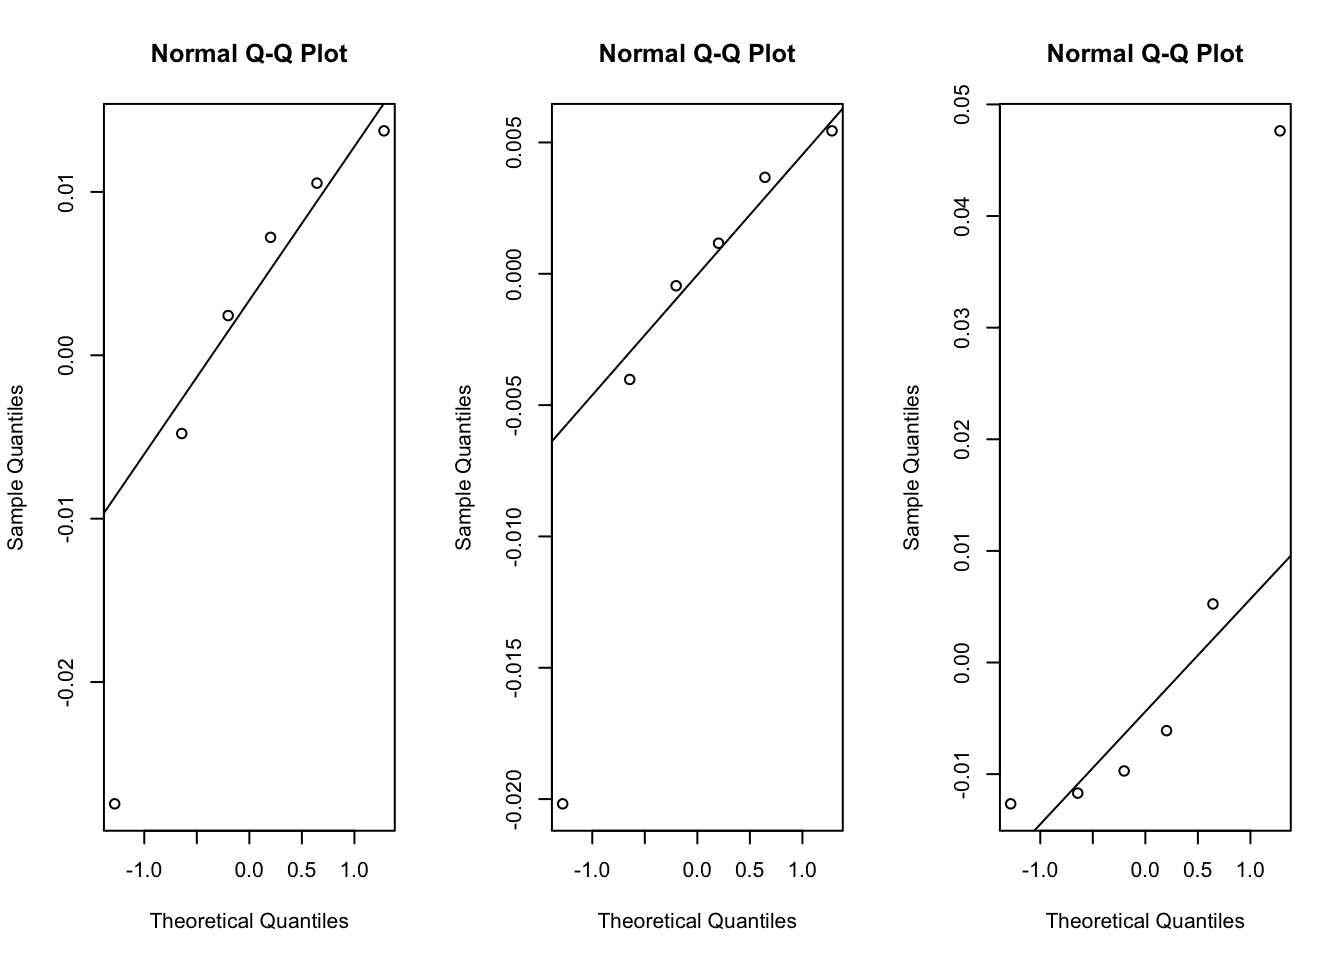 Normal Q-Q Plot
Sample Quantiles
0.01
0.00
-0.01
-0.02
-1.0 0.0 0.5 1.0
Theoretical Quantiles
Normal Q-Q Plot
Sample Quantiles
0.005
0.000
-0.005
-0.010
-0.015
-0.020
-1.0 0.0 0.5 1.0
Theoretical Quantiles
Normal Q-Q Plot
Sample Quantiles
0.05
0.04
0.03
0.02
0.01
0.00
-0.01
-1.0 0.0 0.5 1.0
Theoretical Quantiles